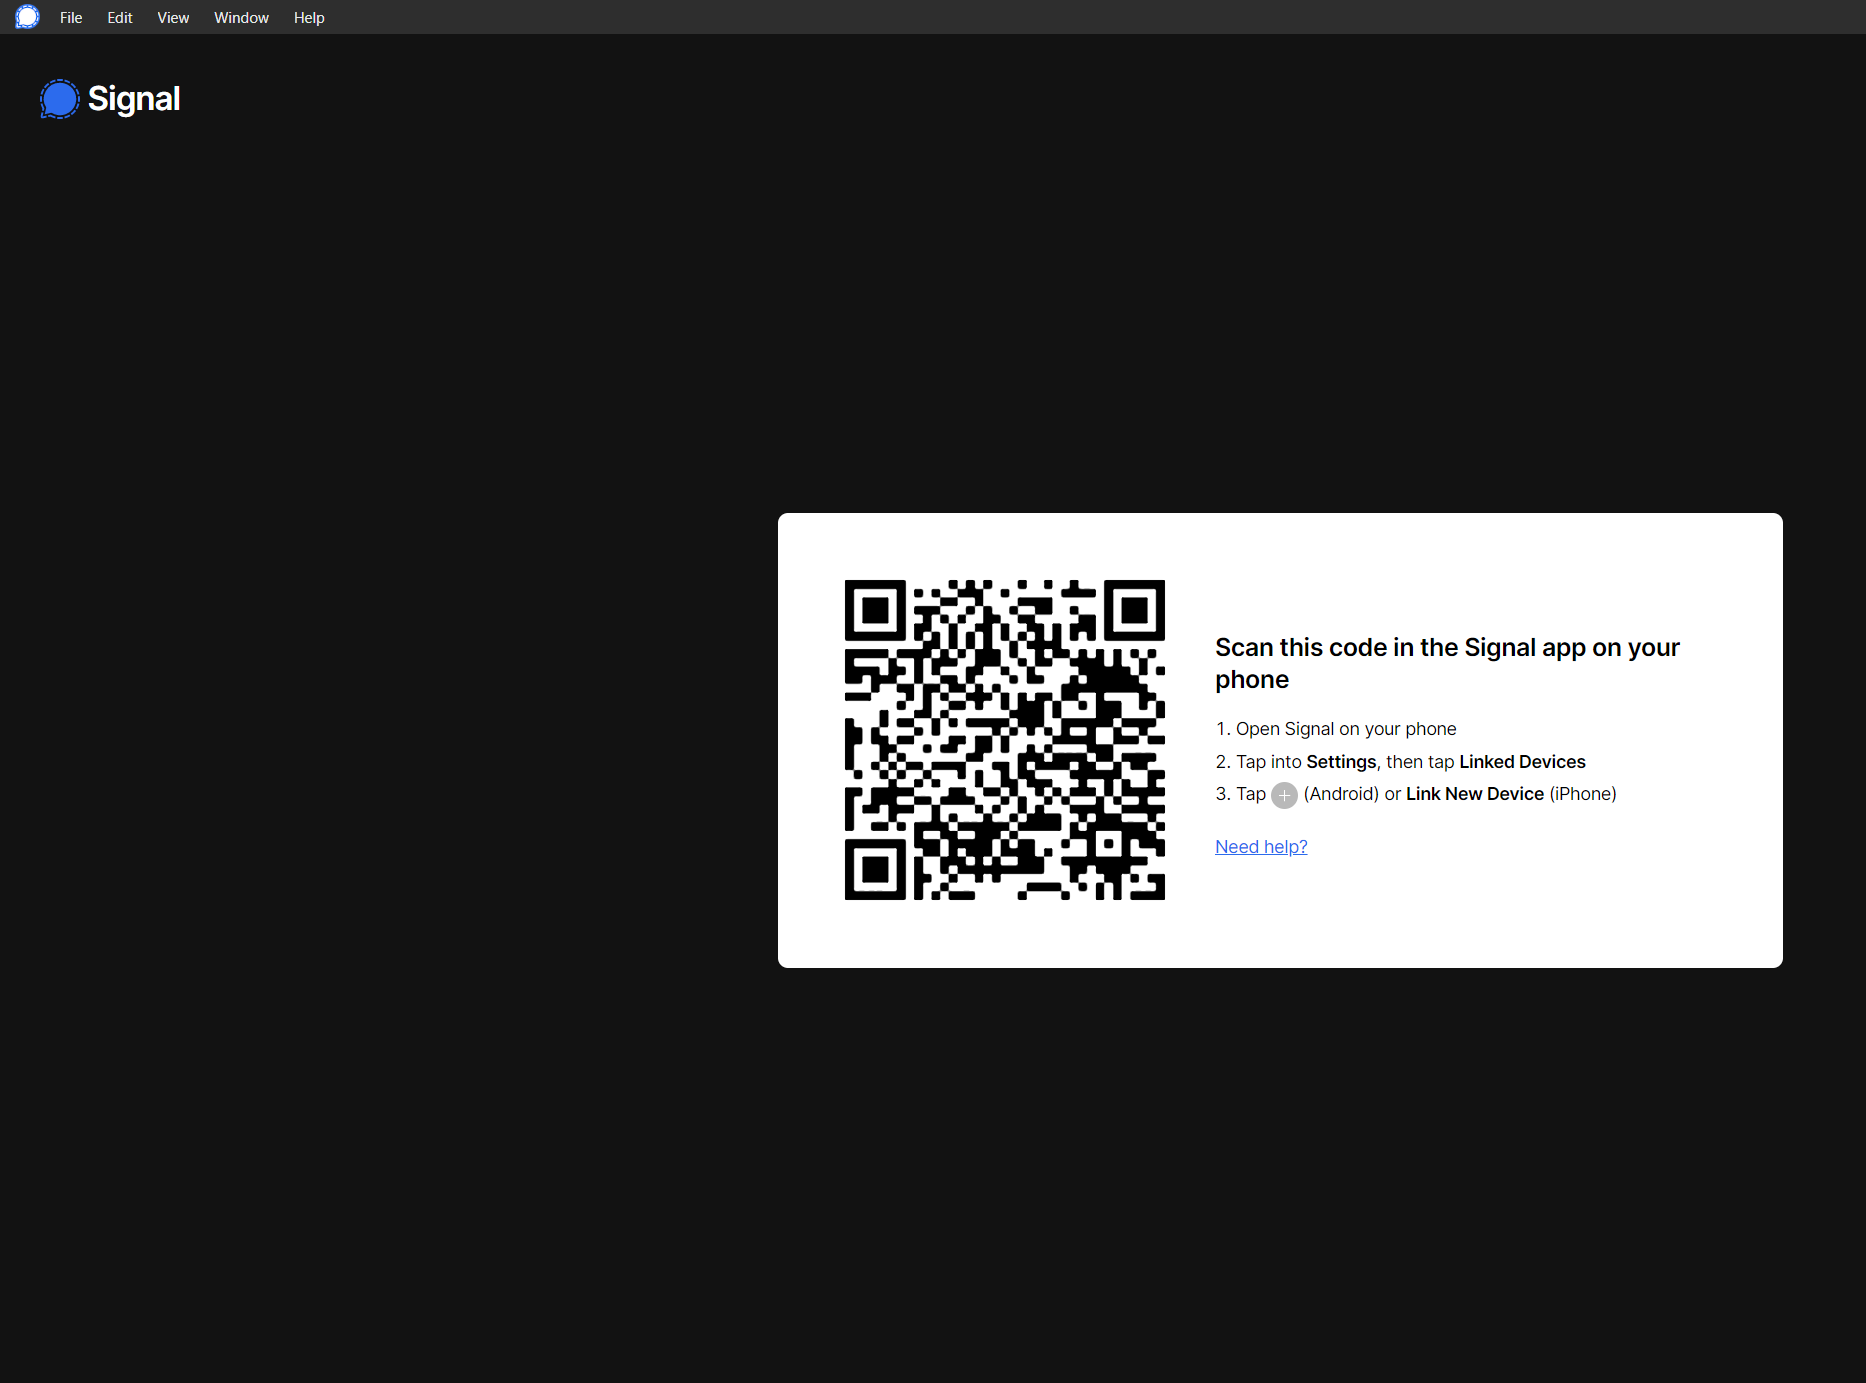 File Edit View Window Help
Signal
Scan this code in the Signal app on your
phone
1. Open Signal on your phone
2. Tap into Settings, then tap Linked Devices
3. Tap + (Android) or Link New Device (iPhone)
Need help?